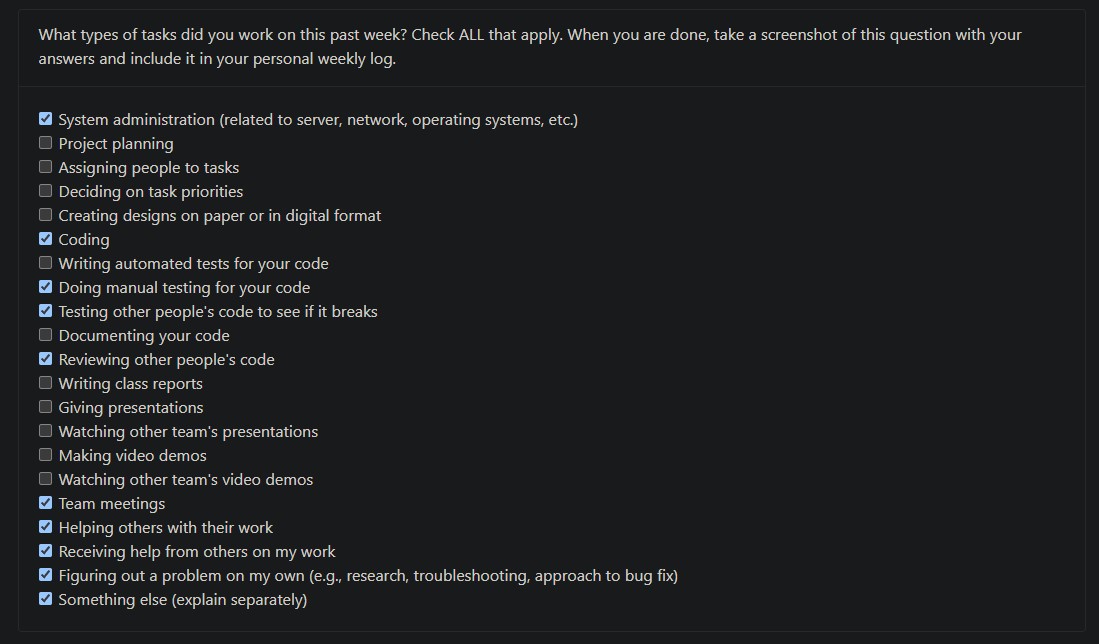 What types of tasks did you work on this past week? Check ALL that apply. When you are done, take a screenshot of this question with your
answers and include it in your personal weekly log.
System administration (related to server, network, operating systems, etc.)
Project planning
Assigning people to tasks
Deciding on task priorities
Creating designs on paper or in digital format
Coding
Writing automated tests for your code
Doing manual testing for your code
Testing other people's code to see if it breaks
Documenting your code
Reviewing other people's code
Writing class reports
Giving presentations
Watching other team's presentations
Making video demos
Watching other team's video demos
Team meetings
Helping others with their work
Receiving help from others on my work
Figuring out a problem on my own (e.g., research, troubleshooting, approach to bug fix)
Something else (explain separately)